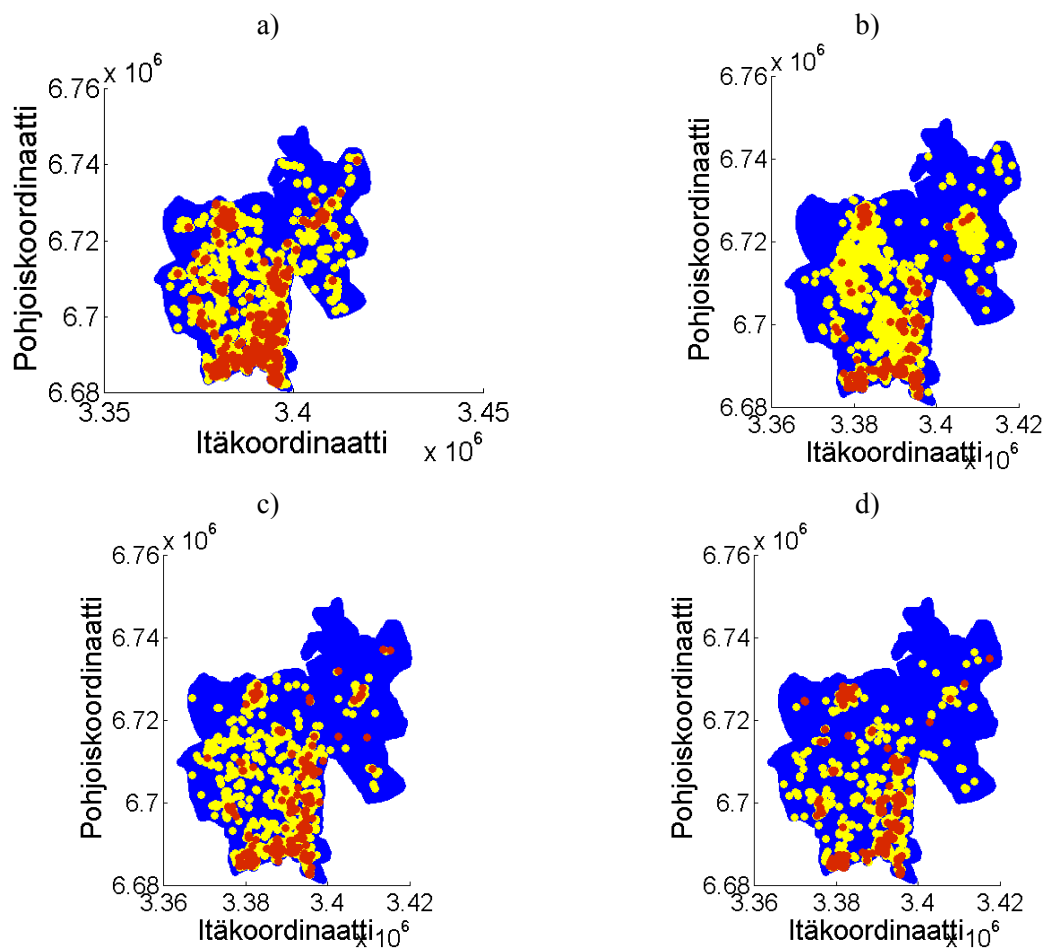 a)
x 10^6
6.76
6.74
6.72
6.7
6.68
Pohjoiskoordinaatti
3.35
3.4
3.45
Itäkoordinaatti
x 10^6
b)
x 10^6
6.76
6.74
6.72
6.7
6.68
Pohjoiskoordinaatti
3.36
3.38
3.4
3.42
Itäkoordinaatti
x 10^6
c)
x 10^6
6.76
6.74
6.72
6.7
6.68
Pohjoiskoordinaatti
3.36
3.38
3.4
3.42
Itäkoordinaatti
x 10^6
d)
x 10^6
6.76
6.74
6.72
6.7
6.68
Pohjoiskoordinaatti
3.36
3.38
3.4
3.42
Itäkoordinaatti
x 10^6